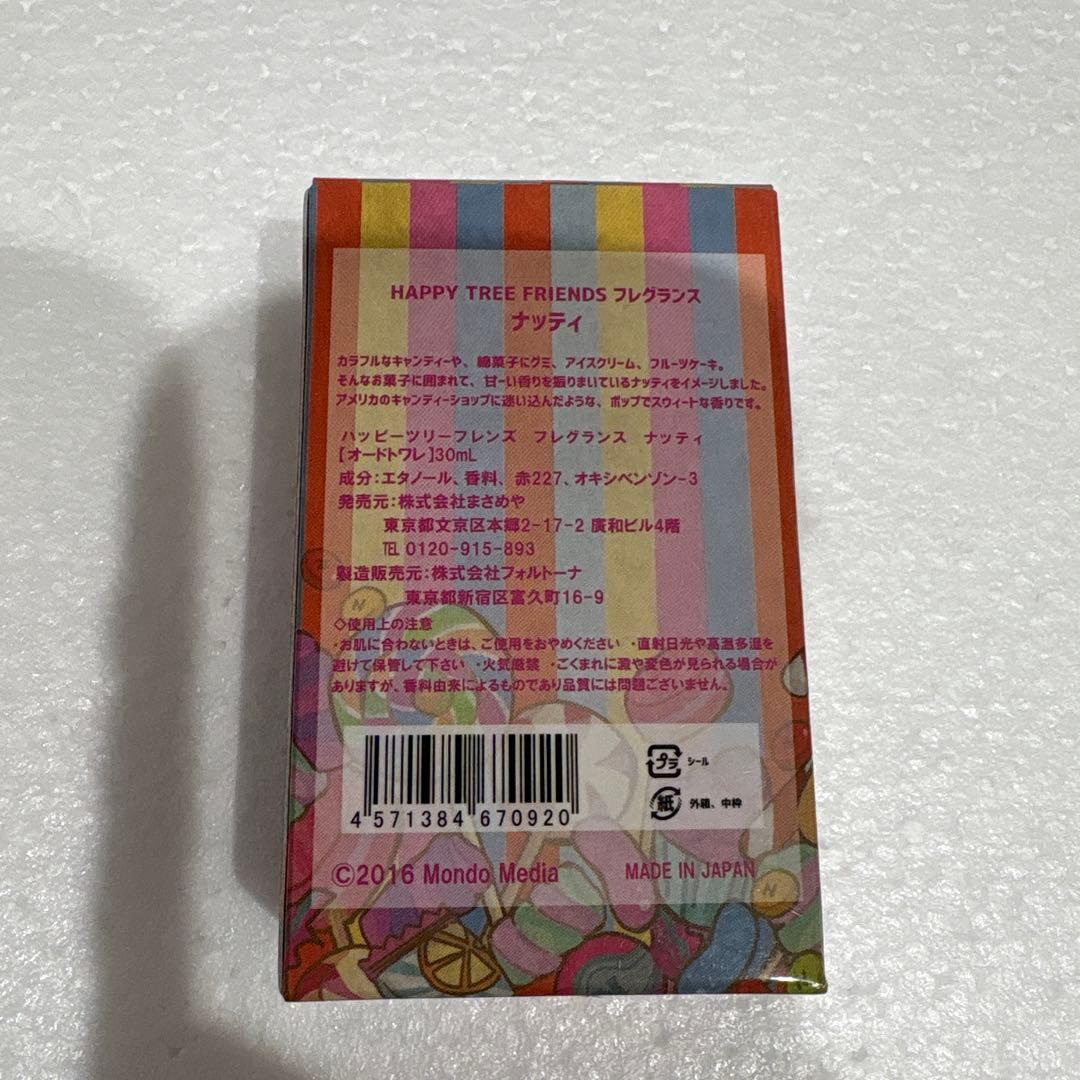 HAPPY TREE FRIENDS フレグランス
ナッティ
カラフルなキャンディーや、綿菓子にグミ、アイスクリーム、フルーツケーキ。
そんなお菓子に囲まれて、甘ーい香りを振りまいているナッティをイメージしました。
アメリカのキャンディーショップに迷い込んだような、ポップでスウィートな香りです。
ハッピーツリーフレンズ フレグランス ナッティ
【オードトワレ】30mL
成分:エタノール、香料、赤227、オキシベンゾン-3
発売元:株式会社まさめや
東京都文京区本郷2-17-2 廣和ビル4階
TEL 0120-915-893
製造販売元:株式会社フォルトーナ
東京都新宿区富久町16-9
◇使用上の注意
・お肌に合わないときは、ご使用をおやめください ・直射日光や高温多湿を
避けて保管して下さい ・火気厳禁 ・ごくまれに澱や変色が見られる場合が
ありますが、香料由来によるものであり品質には問題ございません。
プラ シール
紙 外箱、中枠
4 571384 670920
©2016 Mondo Media MADE IN JAPAN
N
N